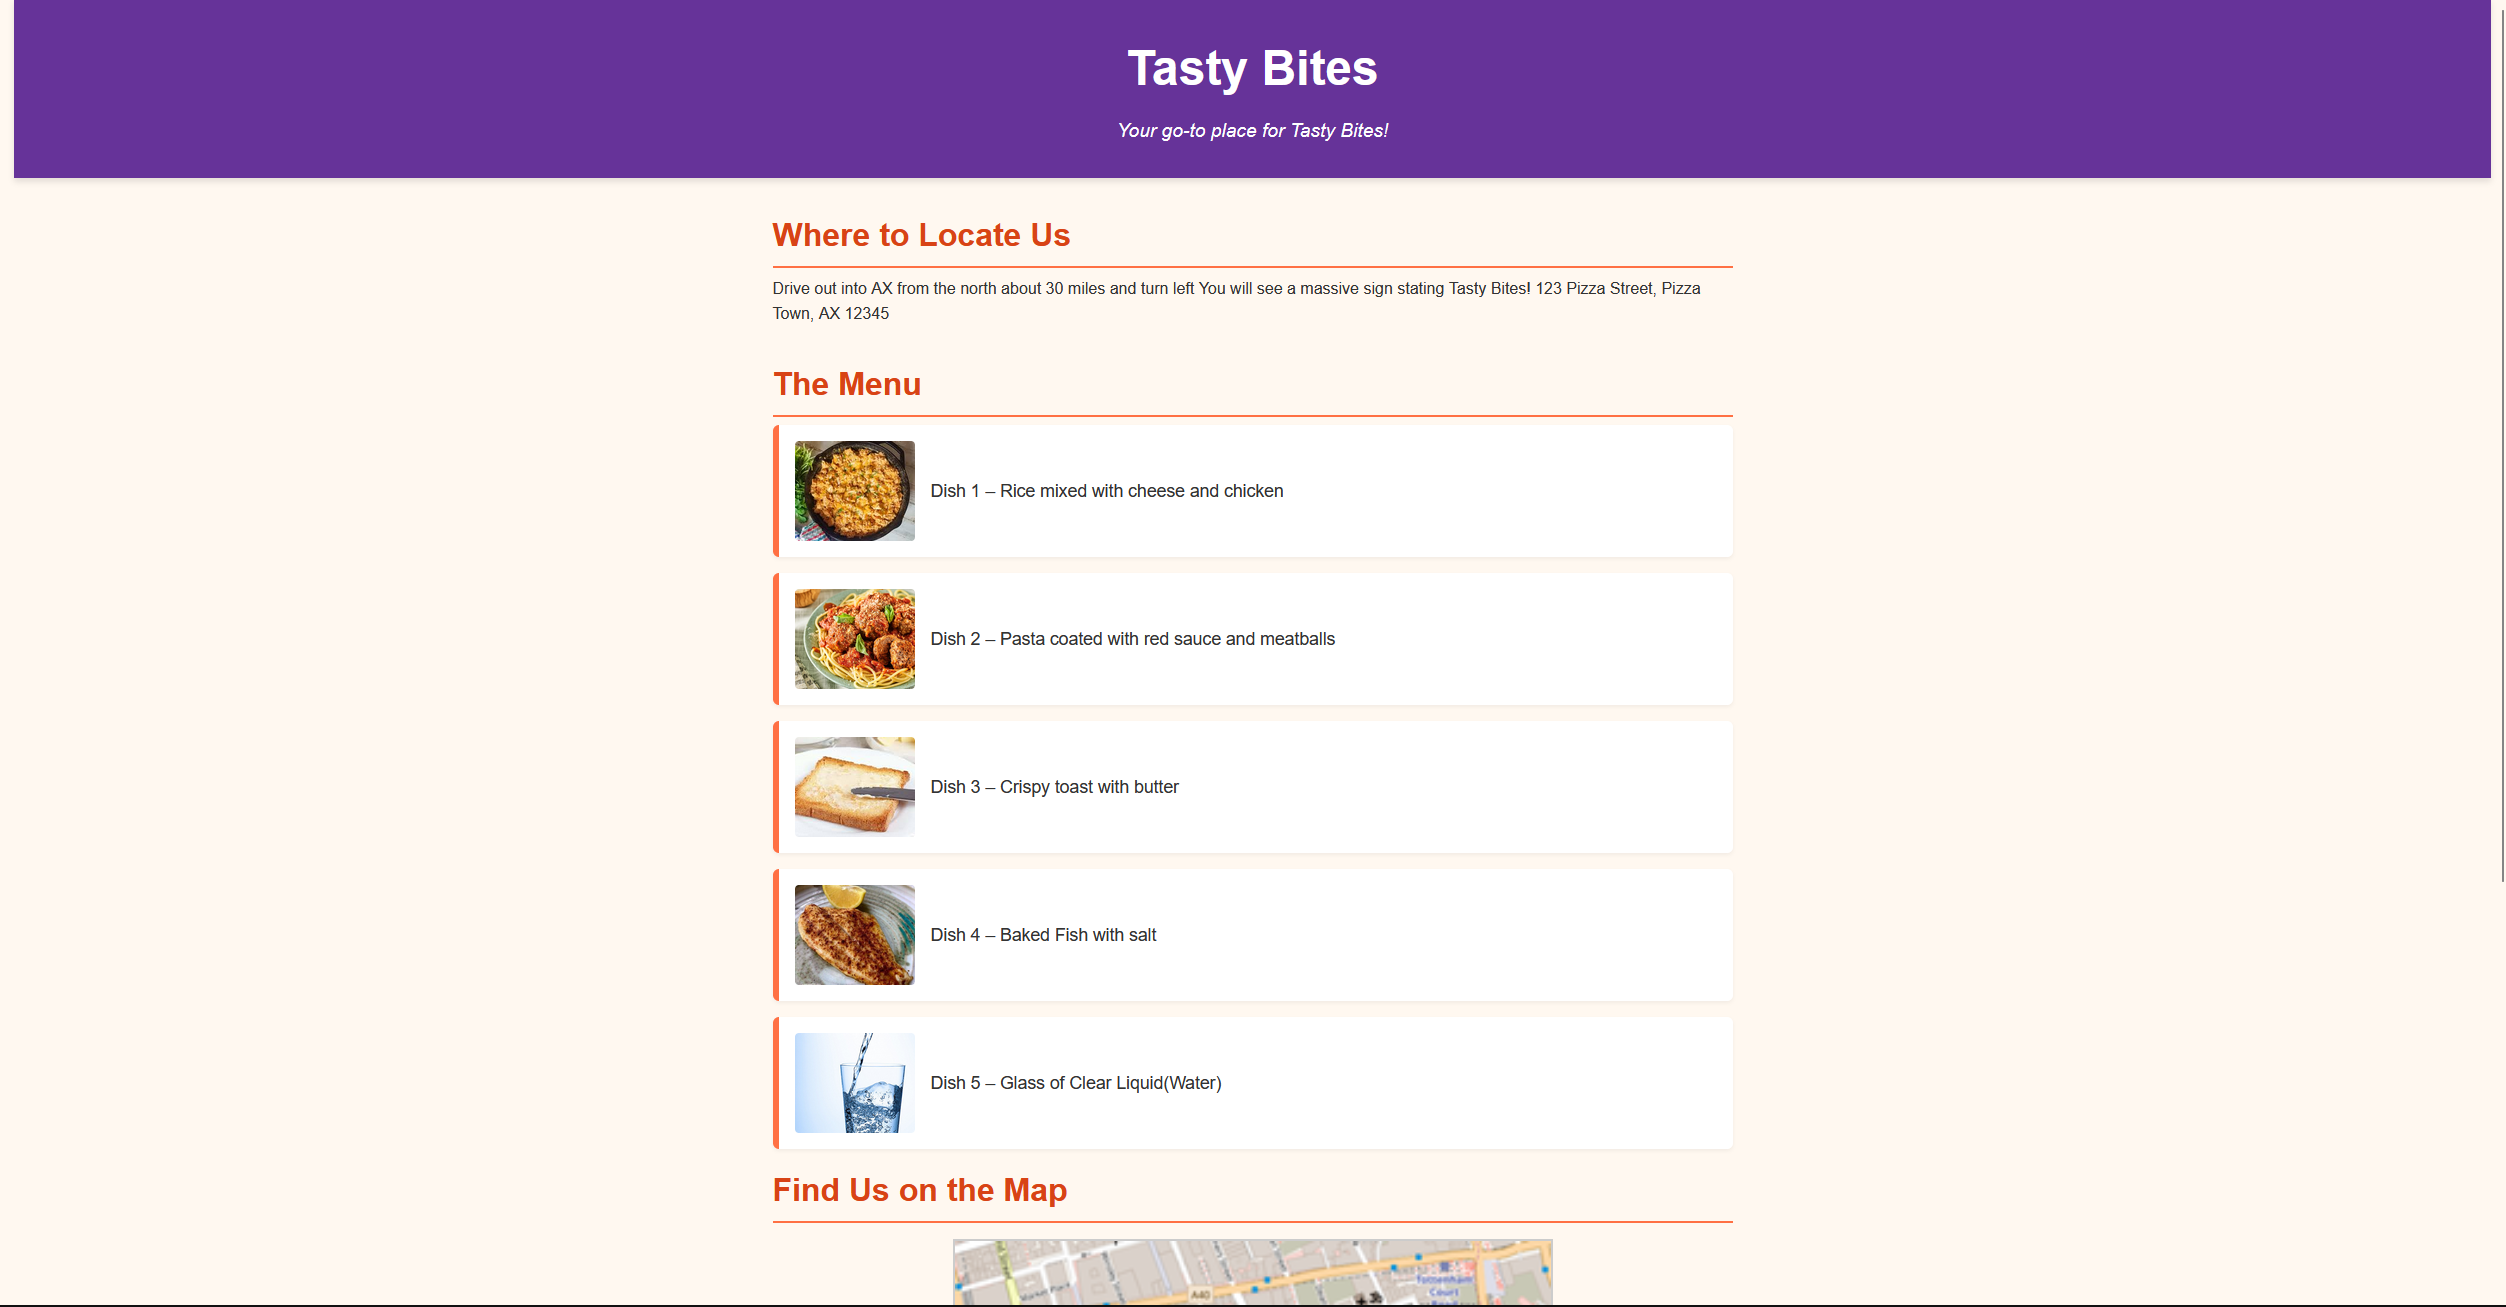 Tasty Bites
Your go-to place for Tasty Bites!
Where to Locate Us
Drive out into AX from the north about 30 miles and turn left You will see a massive sign stating Tasty Bites! 123 Pizza Street, Pizza
Town, AX 12345
The Menu
Dish 1 – Rice mixed with cheese and chicken
Dish 2 – Pasta coated with red sauce and meatballs
Dish 3 – Crispy toast with butter
Dish 4 – Baked Fish with salt
Dish 5 – Glass of Clear Liquid(Water)
Find Us on the Map
Tottenham
Court
A40